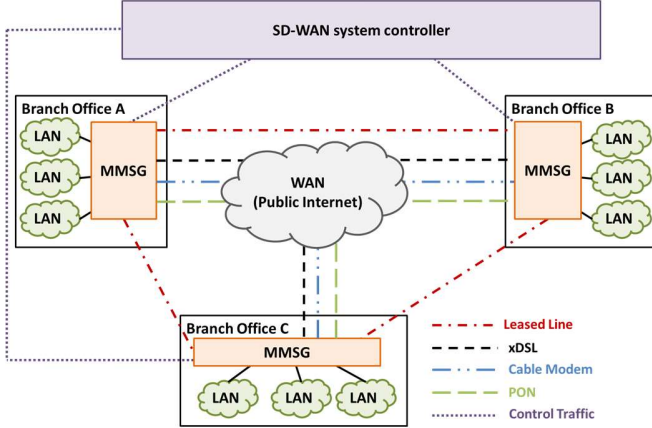 SD-WAN system controller
Branch Office A
LAN
LAN
LAN
MMSG
WAN
(Public Internet)
Branch Office B
MMSG
LAN
LAN
LAN
Branch Office C
MMSG
LAN
LAN
LAN
Leased Line
xDSL
Cable Modem
PON
Control Traffic